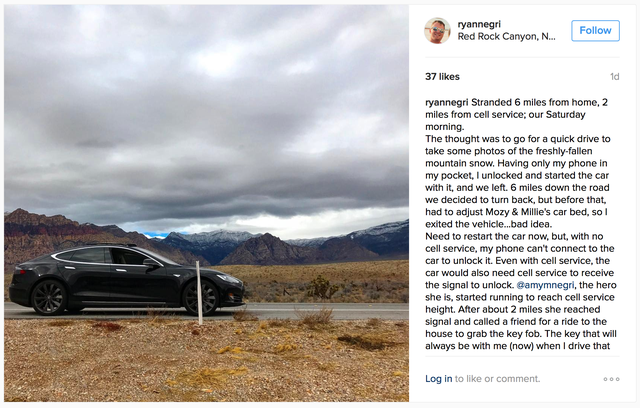 ryannegri
Red Rock Canyon, N...
Follow
37 likes
1d
ryannegri Stranded 6 miles from home, 2
miles from cell service; our Saturday
morning.
The thought was to go for a quick drive to
take some photos of the freshly-fallen
mountain snow. Having only my phone in
my pocket, I unlocked and started the car
with it, and we left. 6 miles down the road
we decided to turn back, but before that,
had to adjust Mozy & Millie's car bed, so I
exited the vehicle...bad idea.
Need to restart the car now, but, with no
cell service, my phone can't connect to the
car to unlock it. Even with cell service, the
car would also need cell service to receive
the signal to unlock. @amymnegri, the hero
she is, started running to reach cell service
height. After about 2 miles she reached
signal and called a friend for a ride to the
house to grab the key fob. The key that will
always be with me (now) when I drive that
Log in to like or comment.